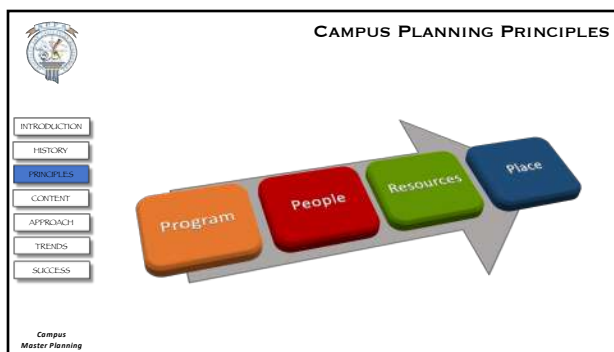 CAMPUS PLANNING PRINCIPLES
INTRODUCTION
HISTORY
PRINCIPLES
CONTENT
APPROACH
TRENDS
SUCCESS
Program
People
Resources
Place
Campus
Master Planning